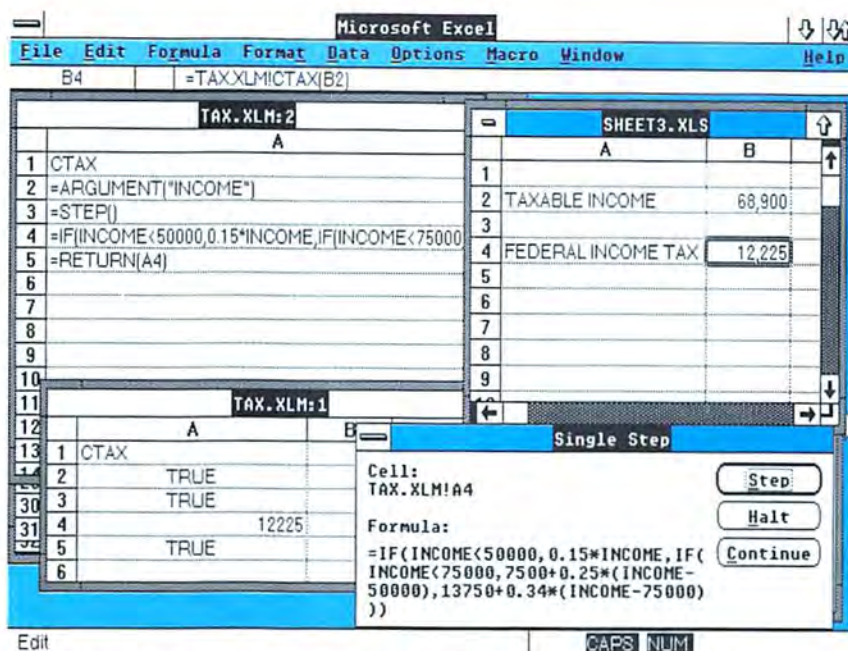 Microsoft Excel
File Edit Formula Format Data Options Macro Window Help
B4 =TAX.XLM!CTAX(B2)
TAX.XLM:2
A
1 CTAX
2 =ARGUMENT("INCOME")
3 =STEP()
4 =IF(INCOME<50000,0.15*INCOME,IF(INCOME<75000
5 =RETURN(A4)
6
7
8
9
10
11
12
13
30
31
SHEET3.XLS
A B
1
2 TAXABLE INCOME 68,900
3
4 FEDERAL INCOME TAX 12,225
5
6
7
8
9
TAX.XLM:1
A B
1 CTAX
2 TRUE
3 TRUE
4 12225
5 TRUE
6
Single Step
Cell:
TAX.XLM!A4
Formula:
=IF(INCOME<50000,0.15*INCOME,IF(
INCOME<75000,7500+0.25*(INCOME-
50000),13750+0.34*(INCOME-75000)
))
Step
Halt
Continue
Edit CAPS NUM